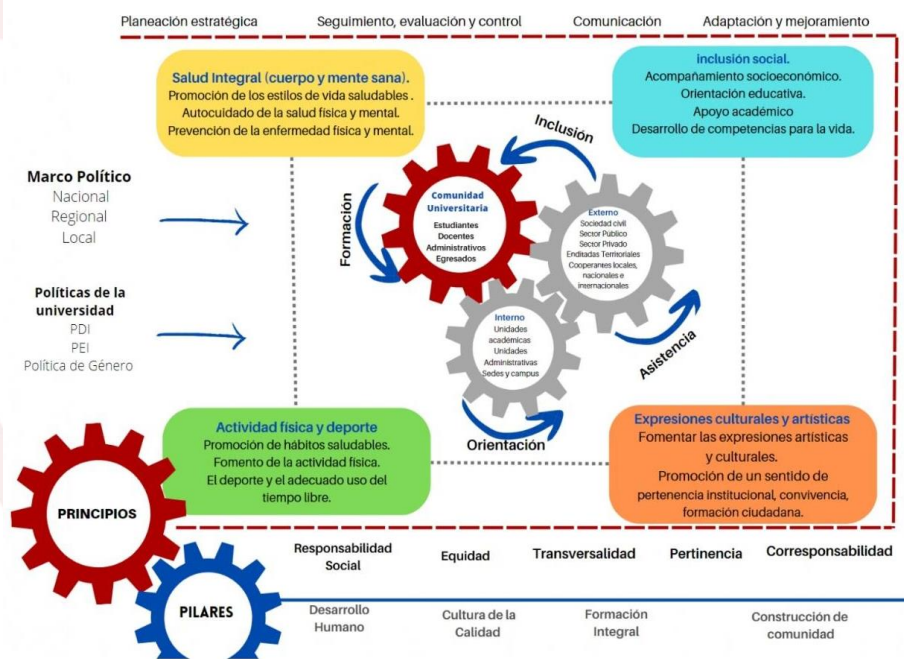 Planeación estratégica
Seguimiento, evaluación y control
Comunicación
Adaptación y mejoramiento
Salud Integral (cuerpo y mente sana).
Promoción de los estilos de vida saludables .
Autocuidado de la salud física y mental.
Prevención de la enfermedad física y mental.
inclusión social.
Acompañamiento socioeconómico.
Orientación educativa.
Apoyo académico
Desarrollo de competencias para la vida.
Marco Político
Nacional
Regional
Local
Políticas de la
universidad
PDI
PEI
Política de Género
Formación
Inclusión
Comunidad
Universitaria
Estudiantes
Docentes
Administrativos
Egresados
Externo
Sociedad civil
Sector Público
Sector Privado
Enditadas Territoriales
Cooperantes locales,
nacionales e
internacionales
Interno
Unidades
académicas
Unidades
Administrativas
Sedes y campus
Asistencia
Orientación
Actividad física y deporte
Promoción de hábitos saludables.
Fomento de la actividad física.
El deporte y el adecuado uso del
tiempo libre.
Expresiones culturales y artísticas
Fomentar las expresiones artísticas
y culturales.
Promoción de un sentido de
pertenencia institucional, convivencia,
formación ciudadana.
PRINCIPIOS
Responsabilidad
Social
Equidad
Transversalidad
Pertinencia
Corresponsabilidad
PILARES
Desarrollo
Humano
Cultura de la
Calidad
Formación
Integral
Construcción de
comunidad